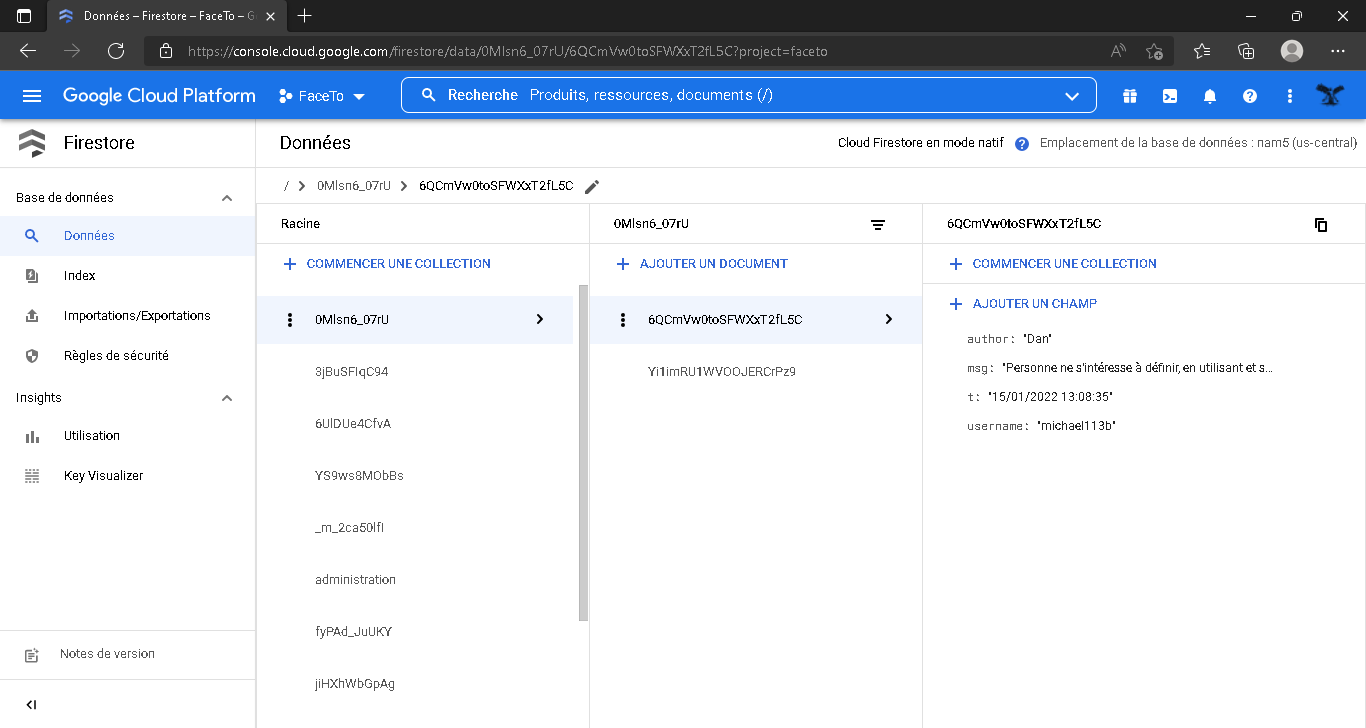 Données – Firestore – FaceTo – G
https://console.cloud.google.com/firestore/data/0Mlsn6_07rU/6QCmVw0toSFWXxT2fL5C?project=faceto
Google Cloud Platform
FaceTo
Recherche Produits, ressources, documents (/)
Firestore
Données
Cloud Firestore en mode natif
Emplacement de la base de données : nam5 (us-central)
/ 0Mlsn6_07rU 6QCmVw0toSFWXxT2fL5C
Base de données
Données
Index
Importations/Exportations
Règles de sécurité
Insights
Utilisation
Key Visualizer
Notes de version
Racine
COMMENCER UNE COLLECTION
0Mlsn6_07rU
3jBuSFIqC94
6UlDUe4CfvA
YS9ws8MObBs
_m_2ca50lfI
administration
fyPAd_JuUKY
jiHXhWbGpAg
0Mlsn6_07rU
AJOUTER UN DOCUMENT
6QCmVw0toSFWXxT2fL5C
Yi1imRU1WVOOJERCrPz9
6QCmVw0toSFWXxT2fL5C
COMMENCER UNE COLLECTION
AJOUTER UN CHAMP
author: "Dan"
msg: "Personne ne s'intéresse à définir, en utilisant et s...
t: "15/01/2022 13:08:35"
username: "michael113b"